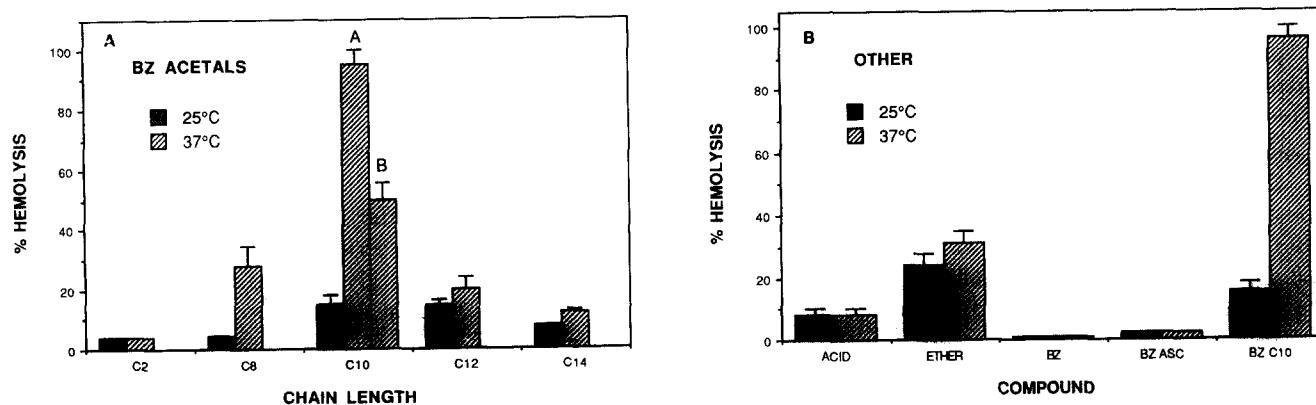 A
BZ ACETALS
25°C
37°C
A
B
% HEMOLYSIS
100
80
60
40
20
0
C2 C8 C10 C12 C14
CHAIN LENGTH
B
OTHER
25°C
37°C
% HEMOLYSIS
100
80
60
40
20
0
ACID ETHER BZ BZ ASC BZ C10
COMPOUND